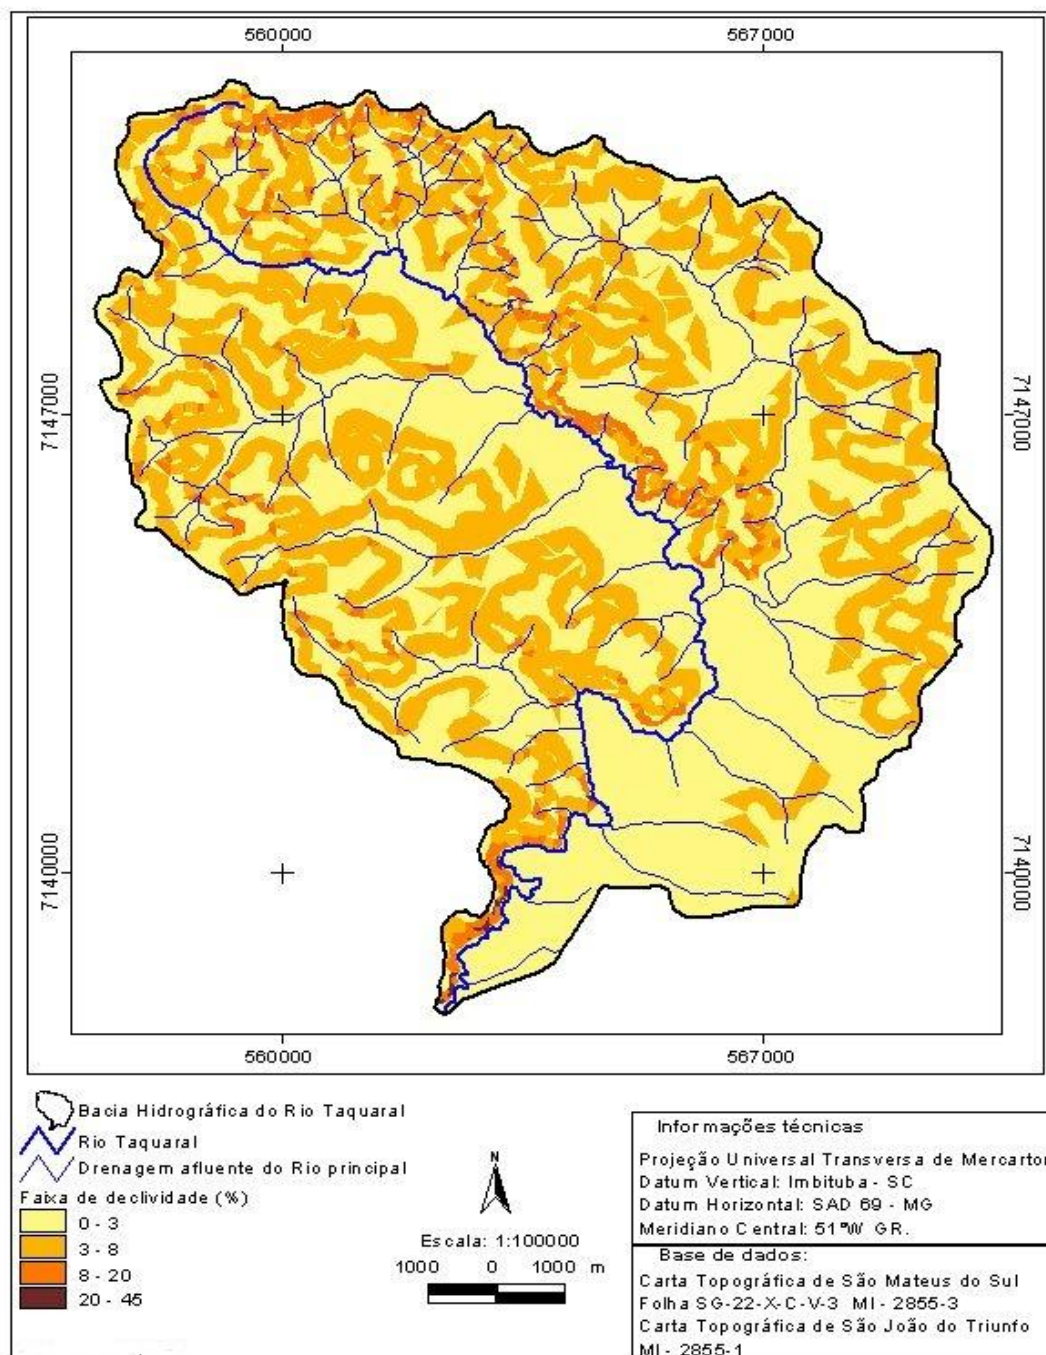 560000
567000
7147000
7147000
7140000
7140000
560000
567000
Bacia Hidrográfica do Rio Taquaral
Rio Taquaral
Drenagem afluente do Rio principal
Faixa de declividade (%)
0 - 3
3 - 8
8 - 20
20 - 45
N
Escala: 1:100000
1000 0 1000 m
Informações técnicas
Projeção Universal Transversa de Mercartor
Datum Vertical: Imbituba - SC
Datum Horizontal: SAD 69 - MG
Meridiano Central: 51°W GR.
Base de dados:
Carta Topográfica de São Mateus do Sul
Folha SG-22-X-C-V-3 MI - 2855-3
Carta Topográfica de São João do Triunfo
MI - 2855-1